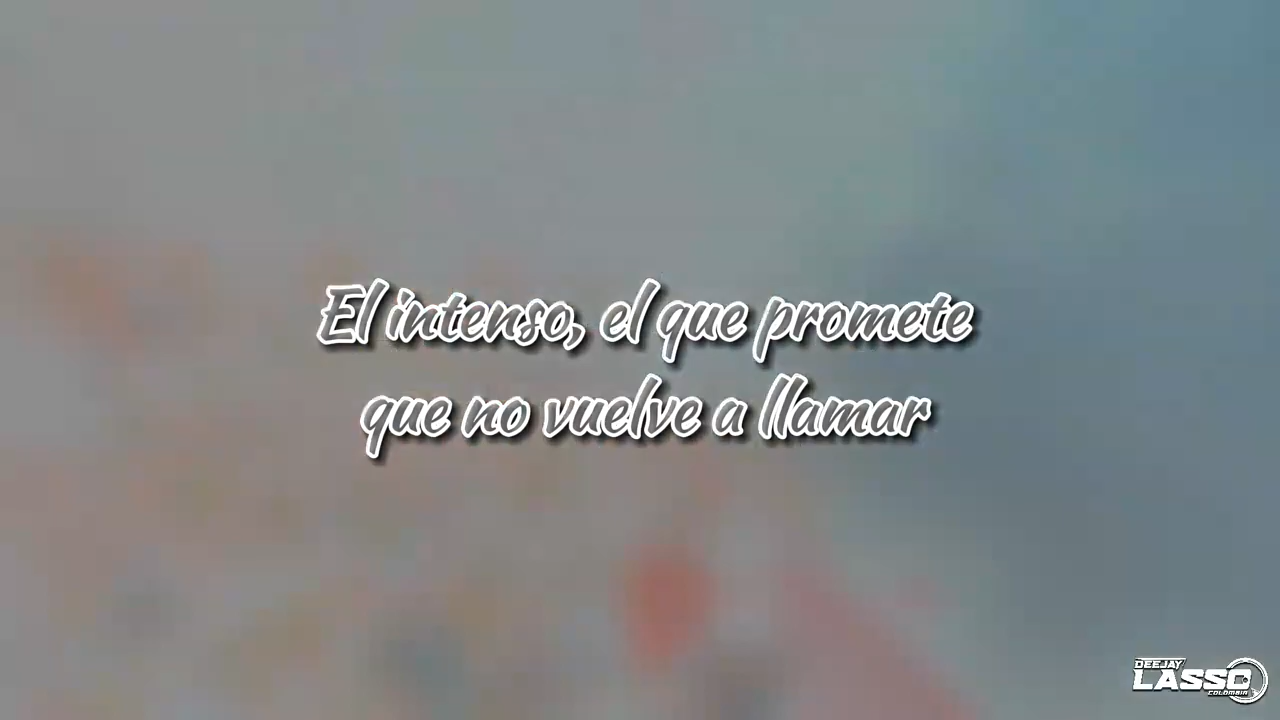 El intenso, el que promete
que no vuelve a llamar
DEEJAY
LASSO
COLOMBIA